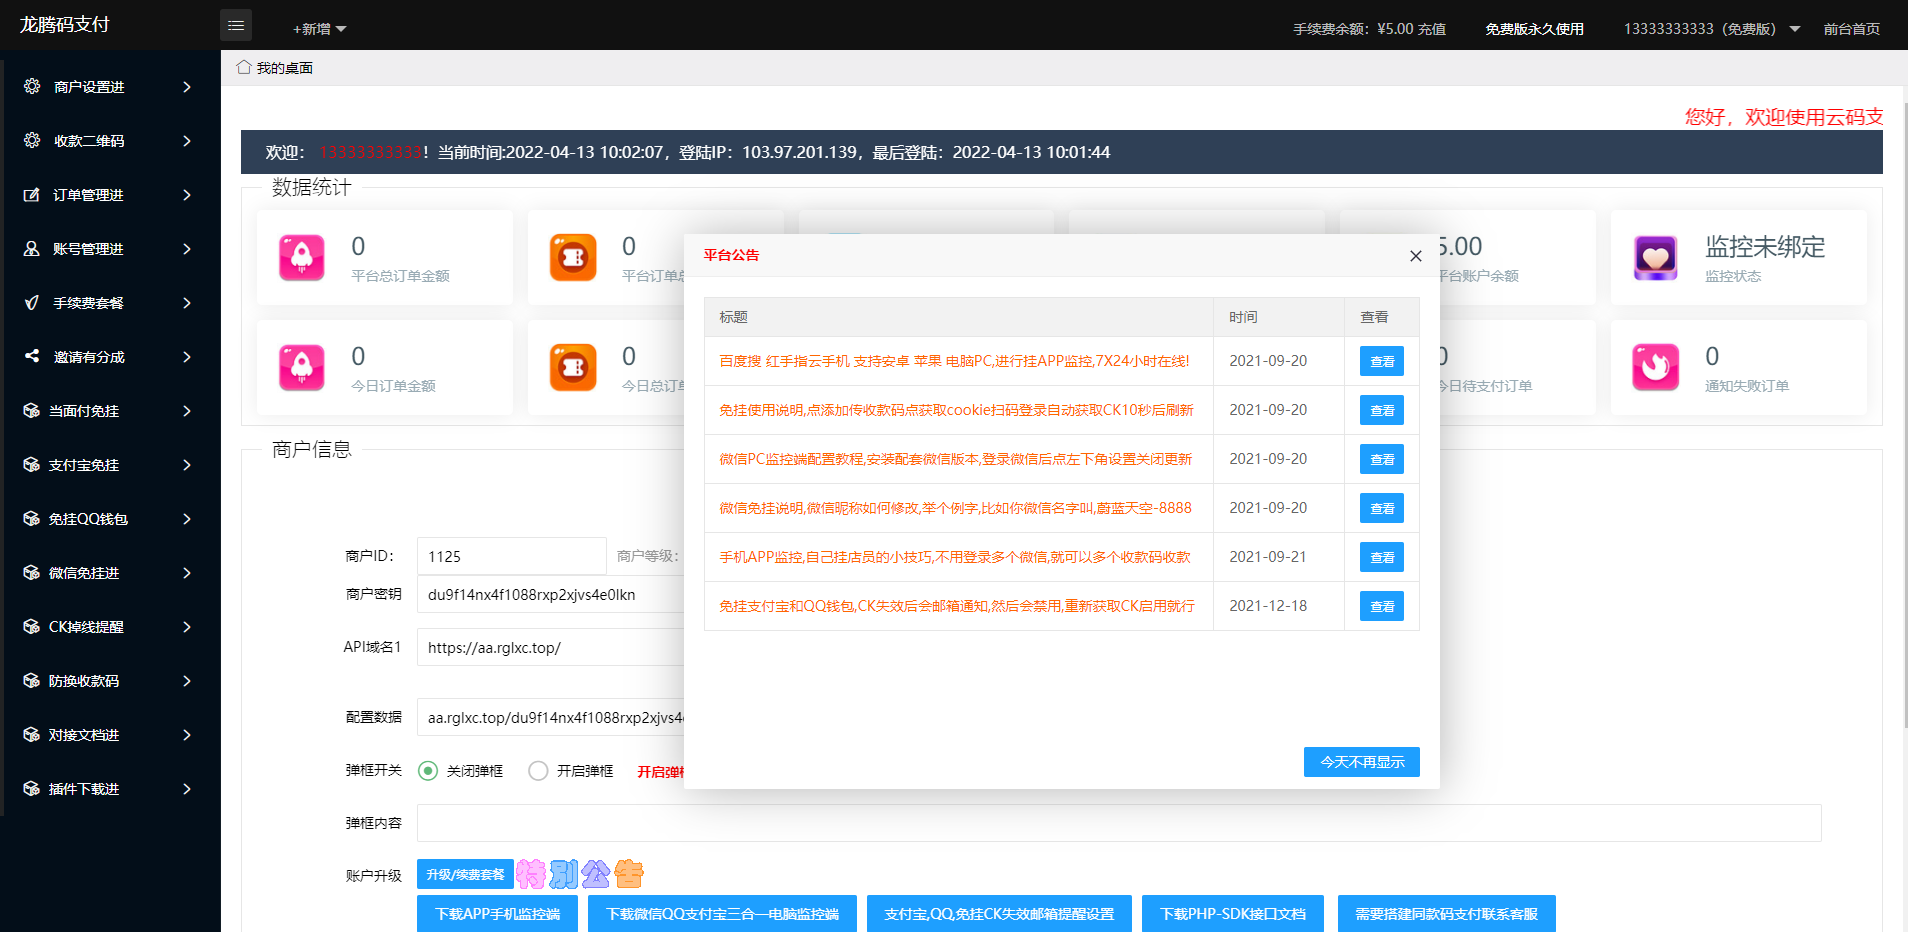 龙腾码支付
+新增
手续费余额：¥5.00 充值
免费版永久使用
13333333333（免费版）
前台首页
商户设置进
收款二维码
订单管理进
账号管理进
手续费套餐
邀请有分成
当面付免挂
支付宝免挂
免挂QQ钱包
微信免挂进
CK掉线提醒
防换收款码
对接文档进
插件下载进
我的桌面
您好，欢迎使用云码支
欢迎： 13333333333！当前时间:2022-04-13 10:02:07，登陆IP：103.97.201.139，最后登陆：2022-04-13 10:01:44
数据统计
0
平台总订单金额
0
平台订单
5.00
平台账户余额
监控未绑定
监控状态
0
今日订单金额
0
今日总订单
0
今日待支付订单
0
通知失败订单
平台公告
标题 时间 查看
百度搜 红手指云手机 支持安卓 苹果 电脑PC,进行挂APP监控,7X24小时在线! 2021-09-20 查看
免挂使用说明,点添加传收款码点获取cookie扫码登录自动获取CK10秒后刷新 2021-09-20 查看
微信PC监控端配置教程,安装配套微信版本,登录微信后点左下角设置关闭更新 2021-09-20 查看
微信免挂说明,微信昵称如何修改,举个例字,比如你微信名字叫,蔚蓝天空-8888 2021-09-20 查看
手机APP监控,自己挂店员的小技巧,不用登录多个微信,就可以多个收款码收款 2021-09-21 查看
免挂支付宝和QQ钱包,CK失效后会邮箱通知,然后会禁用,重新获取CK启用就行 2021-12-18 查看
今天不再显示
商户信息
商户ID： 1125 商户等级：
商户密钥 du9f14nx4f1088rxp2xjvs4e0lkn
API域名1 https://aa.rglxc.top/
配置数据 aa.rglxc.top/du9f14nx4f1088rxp2xjvs4
弹框开关 关闭弹框 开启弹框 开启弹
弹框内容
账户升级 升级/续费套餐 特别公告
下载APP手机监控端
下载微信QQ支付宝三合一电脑监控端
支付宝,QQ,免挂CK失效邮箱提醒设置
下载PHP-SDK接口文档
需要搭建同款码支付联系客服